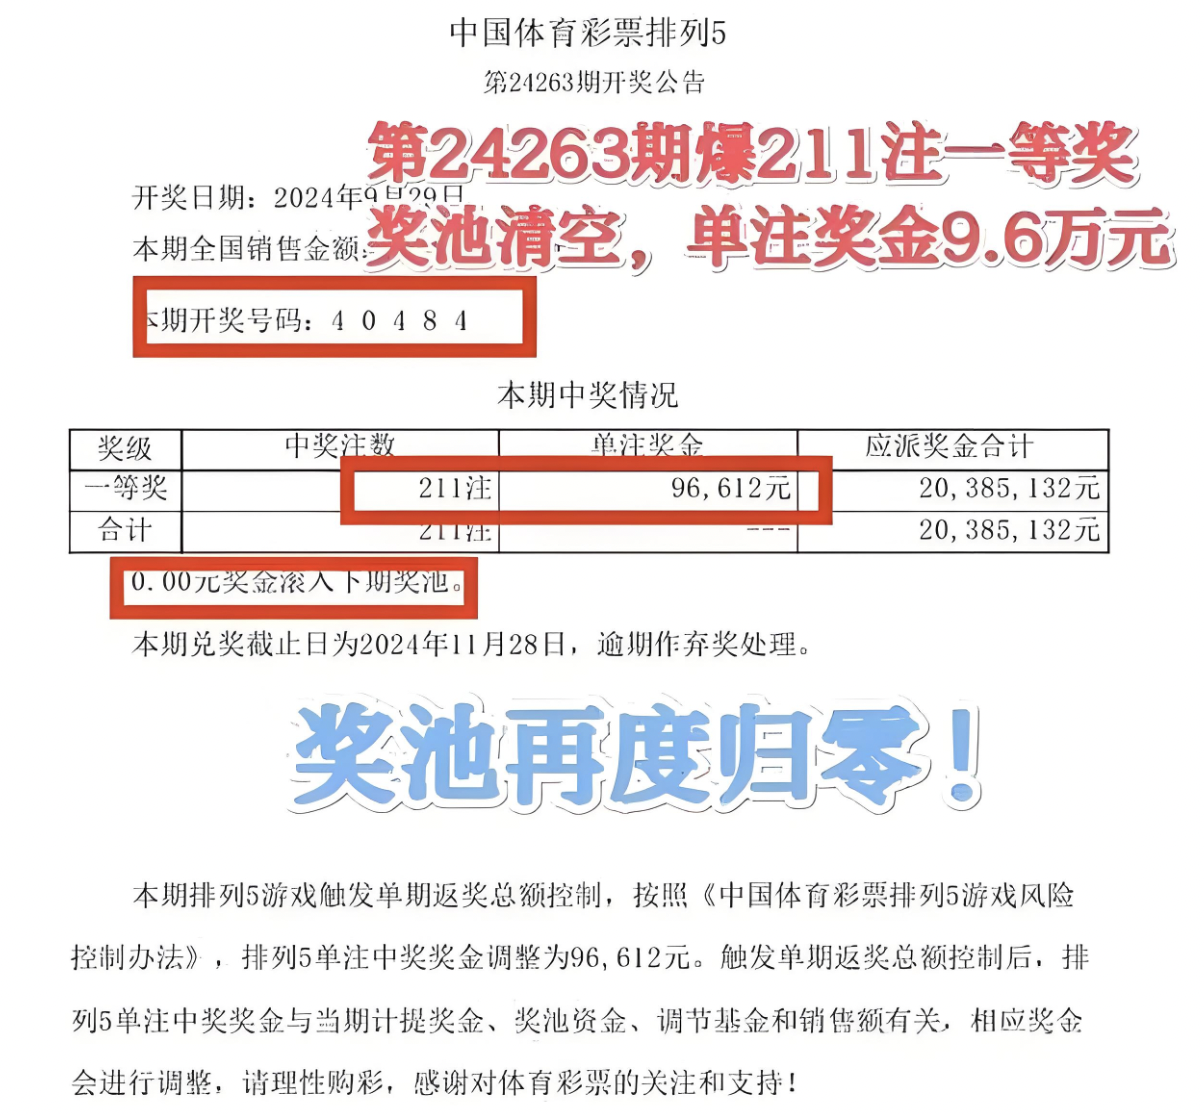 中国体育彩票排列5
第24263期开奖公告
第24263期爆211注一等奖
开奖日期：2024年9月29日
奖池清空，单注奖金9.6万元
本期全国销售金额：
本期开奖号码：4 0 4 8 4
本期中奖情况
奖级 中奖注数 单注奖金 应派奖金合计
一等奖 211注 96,612元 20,385,132元
合计 211注 --- 20,385,132元
0.00元奖金滚入下期奖池。
本期兑奖截止日为2024年11月28日，逾期作弃奖处理。
奖池再度归零！
本期排列5游戏触发单期返奖总额控制，按照《中国体育彩票排列5游戏风险
控制办法》，排列5单注中奖奖金调整为96,612元。触发单期返奖总额控制后，排
列5单注中奖奖金与当期计提奖金、奖池资金、调节基金和销售额有关，相应奖金
会进行调整，请理性购彩，感谢对体育彩票的关注和支持！